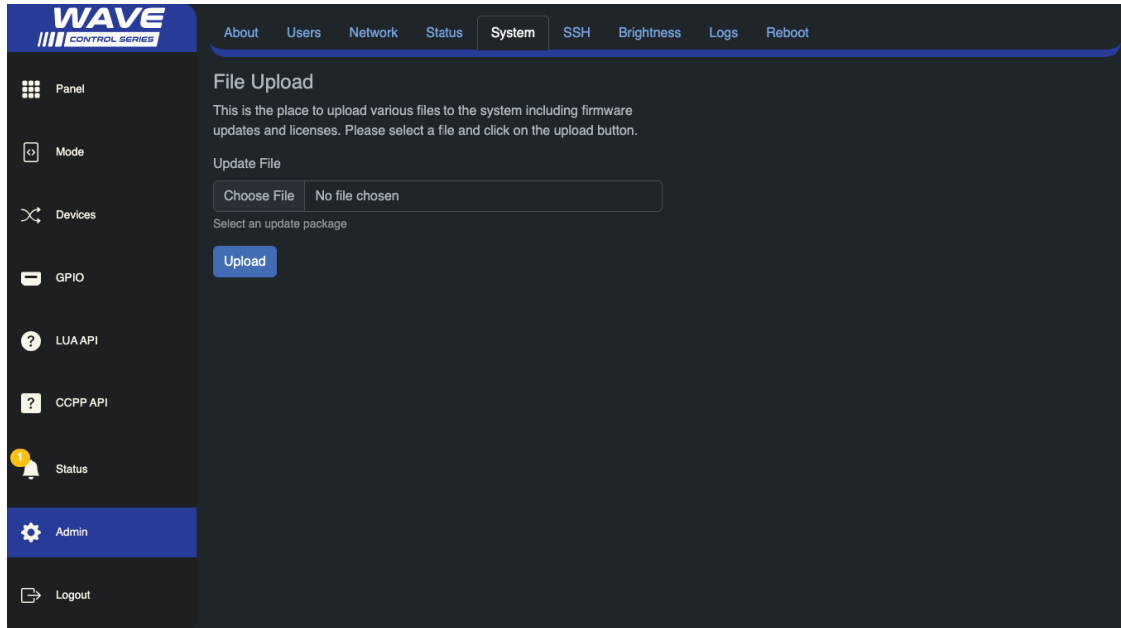 WAVE
CONTROL SERIES
About Users Network Status System SSH Brightness Logs Reboot
Panel
Mode
Devices
GPIO
LUA API
CCPP API
1
Status
Admin
Logout
File Upload
This is the place to upload various files to the system including firmware
updates and licenses. Please select a file and click on the upload button.
Update File
Choose File No file chosen
Select an update package
Upload